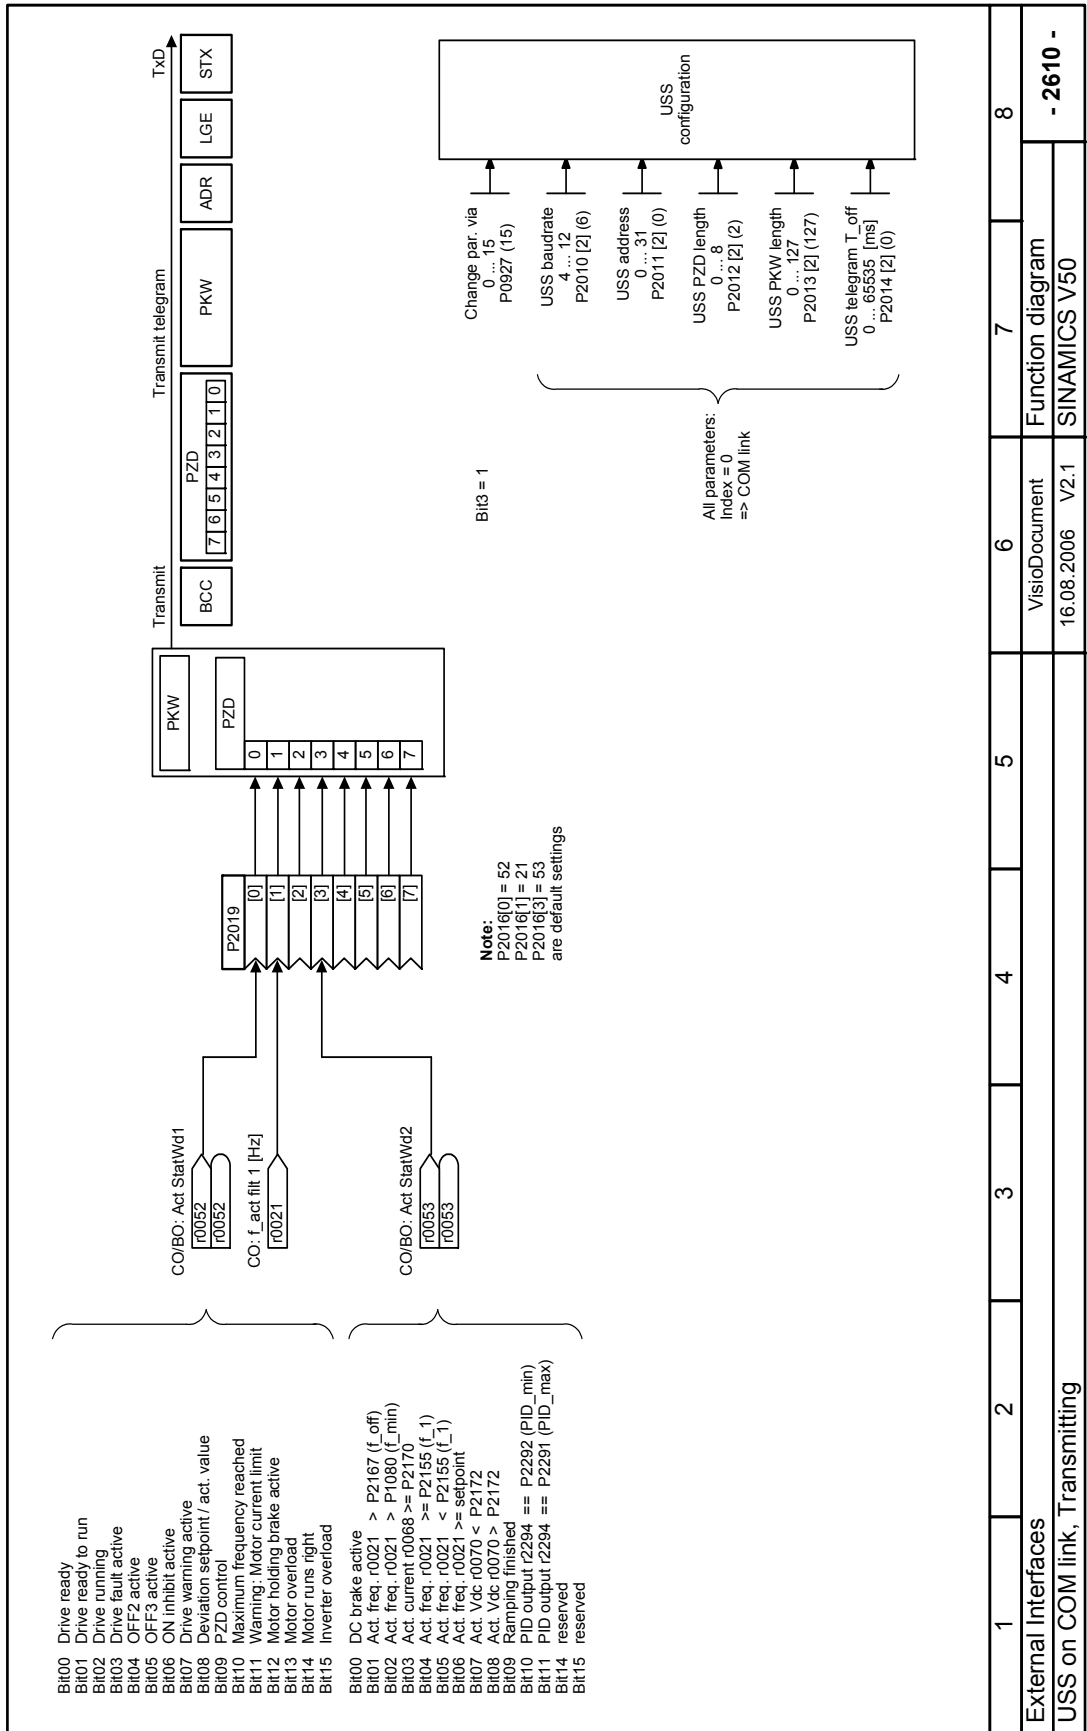 Bit00 Drive ready
Bit01 Drive ready to run
Bit02 Drive running
Bit03 Drive fault active
Bit04 OFF2 active
Bit05 OFF3 active
Bit06 ON inhibit active
Bit07 Drive warning active
Bit08 Deviation setpoint / act. value
Bit09 PZD control
Bit10 Maximum frequency reached
Bit11 Warning: Motor current limit
Bit12 Motor holding brake active
Bit13 Motor overload
Bit14 Motor runs right
Bit15 Inverter overload
Bit00 DC brake active
Bit01 Act. freq. r0021 > P2167 (f_off)
Bit02 Act. freq. r0021 > P1080 (f_min)
Bit03 Act. current r0068 >= P2170
Bit04 Act. freq. r0021 >= P2155 (f_1)
Bit05 Act. freq. r0021 < P2155 (f_1)
Bit06 Act. freq. r0021 >= setpoint
Bit07 Act. Vdc r0070 < P2172
Bit08 Act. Vdc r0070 > P2172
Bit09 Ramping finished
Bit10 PID output r2294 == P2292 (PID_min)
Bit11 PID output r2294 == P2291 (PID_max)
Bit14 reserved
Bit15 reserved
CO/BO: Act StatWd1
r0052
r0052
CO: f_act filt 1 [Hz]
r0021
CO/BO: Act StatWd2
r0053
r0053
P2019
[0]
[1]
[2]
[3]
[4]
[5]
[6]
[7]
Note:
P2016[0] = 52
P2016[1] = 21
P2016[3] = 53
are default settings
PKW
PZD
0
1
2
3
4
5
6
7
Transmit
Transmit telegram
TxD
BCC
PZD
7 6 5 4 3 2 1 0
PKW
ADR
LGE
STX
Bit3 = 1
Change par. via
0 ... 15
P0927 (15)
All parameters:
Index = 0
=> COM link
USS baudrate
4 ... 12
P2010 [2] (6)
USS address
0 ... 31
P2011 [2] (0)
USS PZD length
0 ... 8
P2012 [2] (2)
USS PKW length
0 ... 127
P2013 [2] (127)
USS telegram T_off
0 ... 65535 [ms]
P2014 [2] (0)
USS
configuration
1 2 3 4 5 6 7 8
External Interfaces
VisioDocument
Function diagram
- 2610 -
USS on COM link, Transmitting
16.08.2006 V2.1
SINAMICS V50